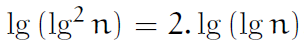 lg (lg² n) = 2. lg (lg n)